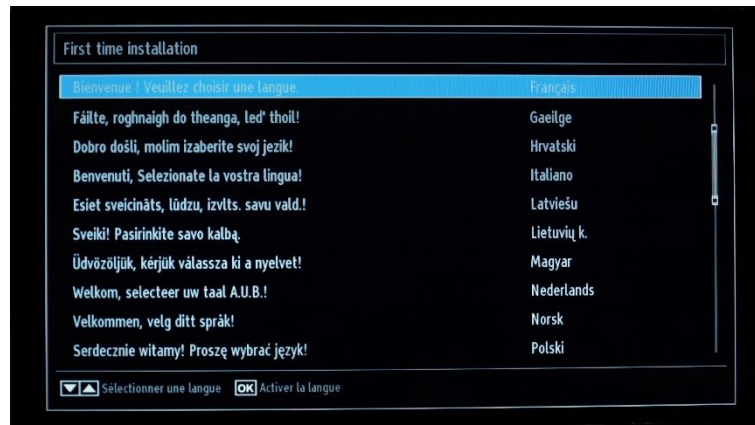 First time installation
Bienvenue ! Veuillez choisir une langue. Français
Fáilte, roghnaigh do theanga, led' thoil! Gaeilge
Dobro došli, molim izaberite svoj jezik! Hrvatski
Benvenuti, Selezionate la vostra lingua! Italiano
Esiet sveicināts, lūdzu, izvlts. savu vald.! Latviešu
Sveiki! Pasirinkite savo kalbą. Lietuvių k.
Üdvözöljük, kérjük válassza ki a nyelvet! Magyar
Welkom, selecteer uw taal A.U.B.! Nederlands
Velkommen, velg ditt språk! Norsk
Serdecznie witamy! Proszę wybrać język! Polski
Sélectionner une langue OK Activer la langue